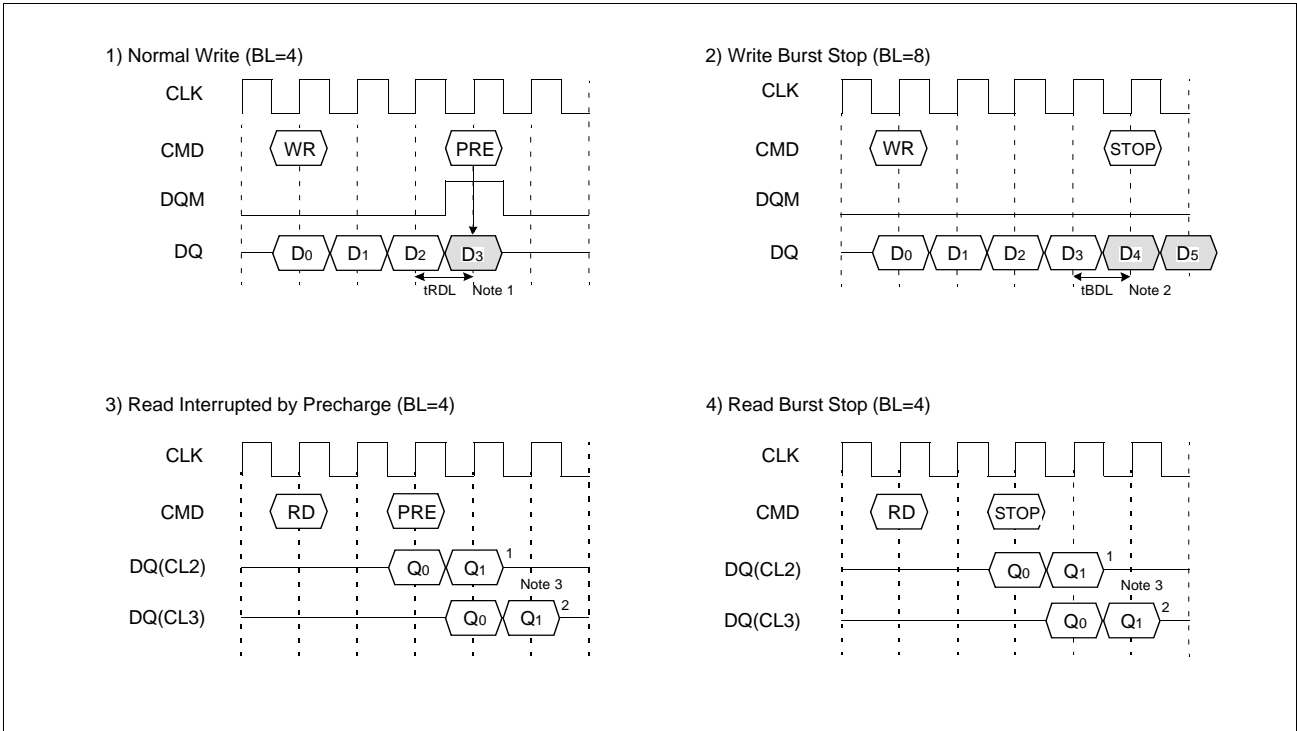 1) Normal Write (BL=4)
CLK
CMD WR PRE
DQM
DQ D0 D1 D2 D3
tRDL Note 1
2) Write Burst Stop (BL=8)
CLK
CMD WR STOP
DQM
DQ D0 D1 D2 D3 D4 D5
tBDL Note 2
3) Read Interrupted by Precharge (BL=4)
CLK
CMD RD PRE
DQ(CL2) Q0 Q1 1
Note 3
DQ(CL3) Q0 Q1 2
4) Read Burst Stop (BL=4)
CLK
CMD RD STOP
DQ(CL2) Q0 Q1 1
Note 3
DQ(CL3) Q0 Q1 2